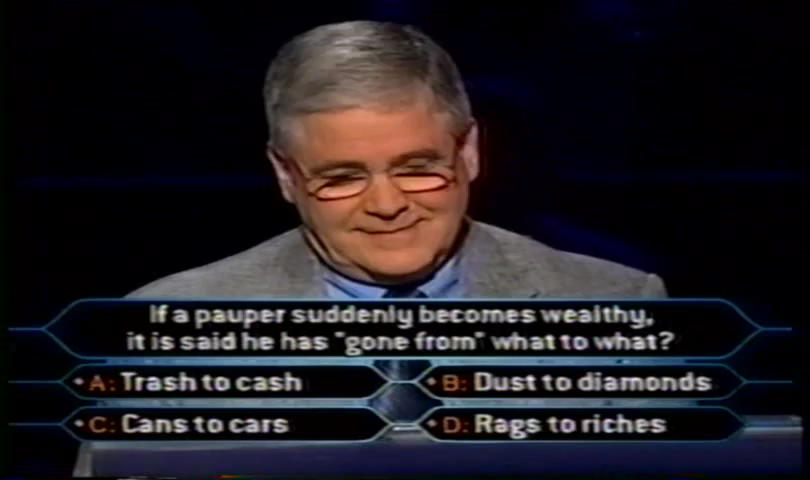 If a pauper suddenly becomes wealthy,
it is said he has "gone from" what to what?
A: Trash to cash
B: Dust to diamonds
C: Cans to cars
D: Rags to riches